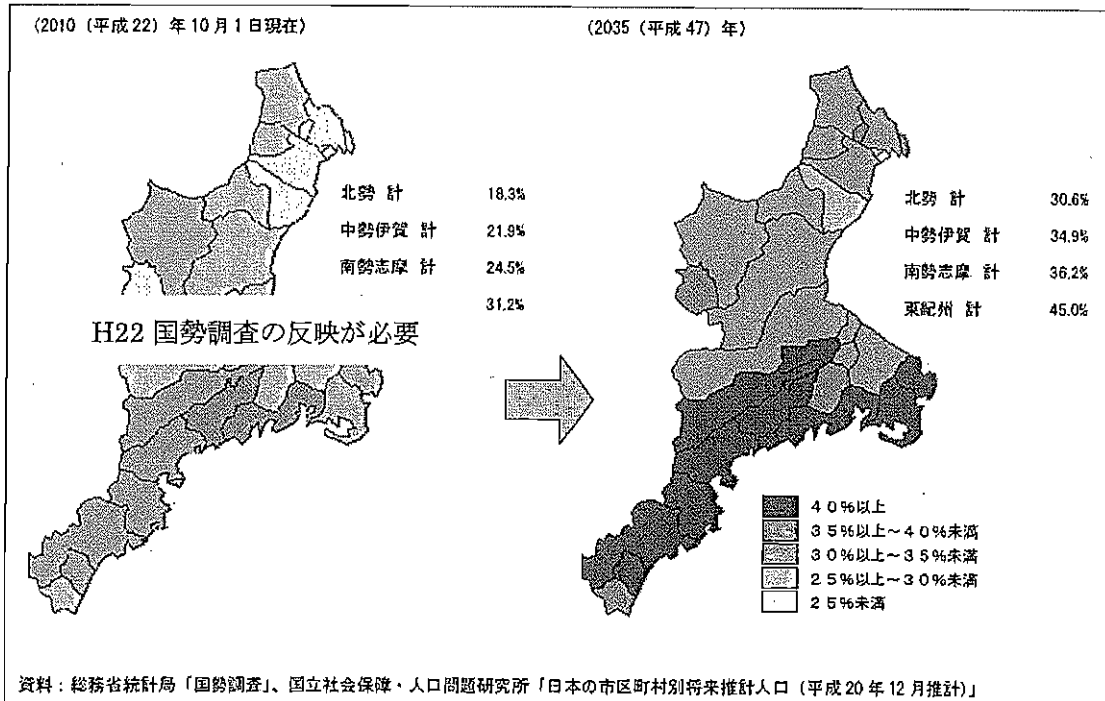 (2010 (平成22) 年10月1日現在)
(2035 (平成47) 年)
北勢 計 18.3%
中勢伊賀 計 21.9%
南勢志摩 計 24.5%
31.2%
H22 国勢調査の反映が必要
北勢 計 30.6%
中勢伊賀 計 34.9%
南勢志摩 計 36.2%
東紀州 計 45.0%
40%以上
35%以上~40%未満
30%以上~35%未満
25%以上~30%未満
25%未満
資料:総務省統計局「国勢調査」、国立社会保障・人口問題研究所「日本の市区町村別将来推計人口(平成20年12月推計)」